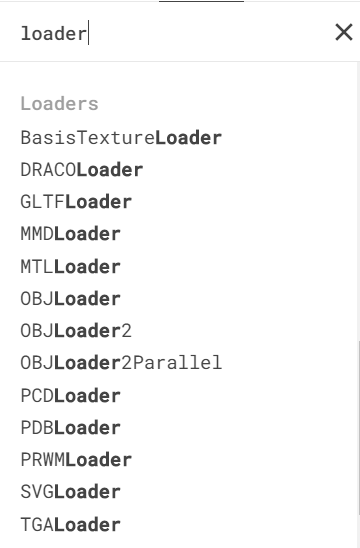 loader
Loaders
BasisTextureLoader
DRACOLoader
GLTFLoader
MMDLoader
MTLLoader
OBJLoader
OBJLoader2
OBJLoader2Parallel
PCDLoader
PDBLoader
PRWMLoader
SVGLoader
TGALoader